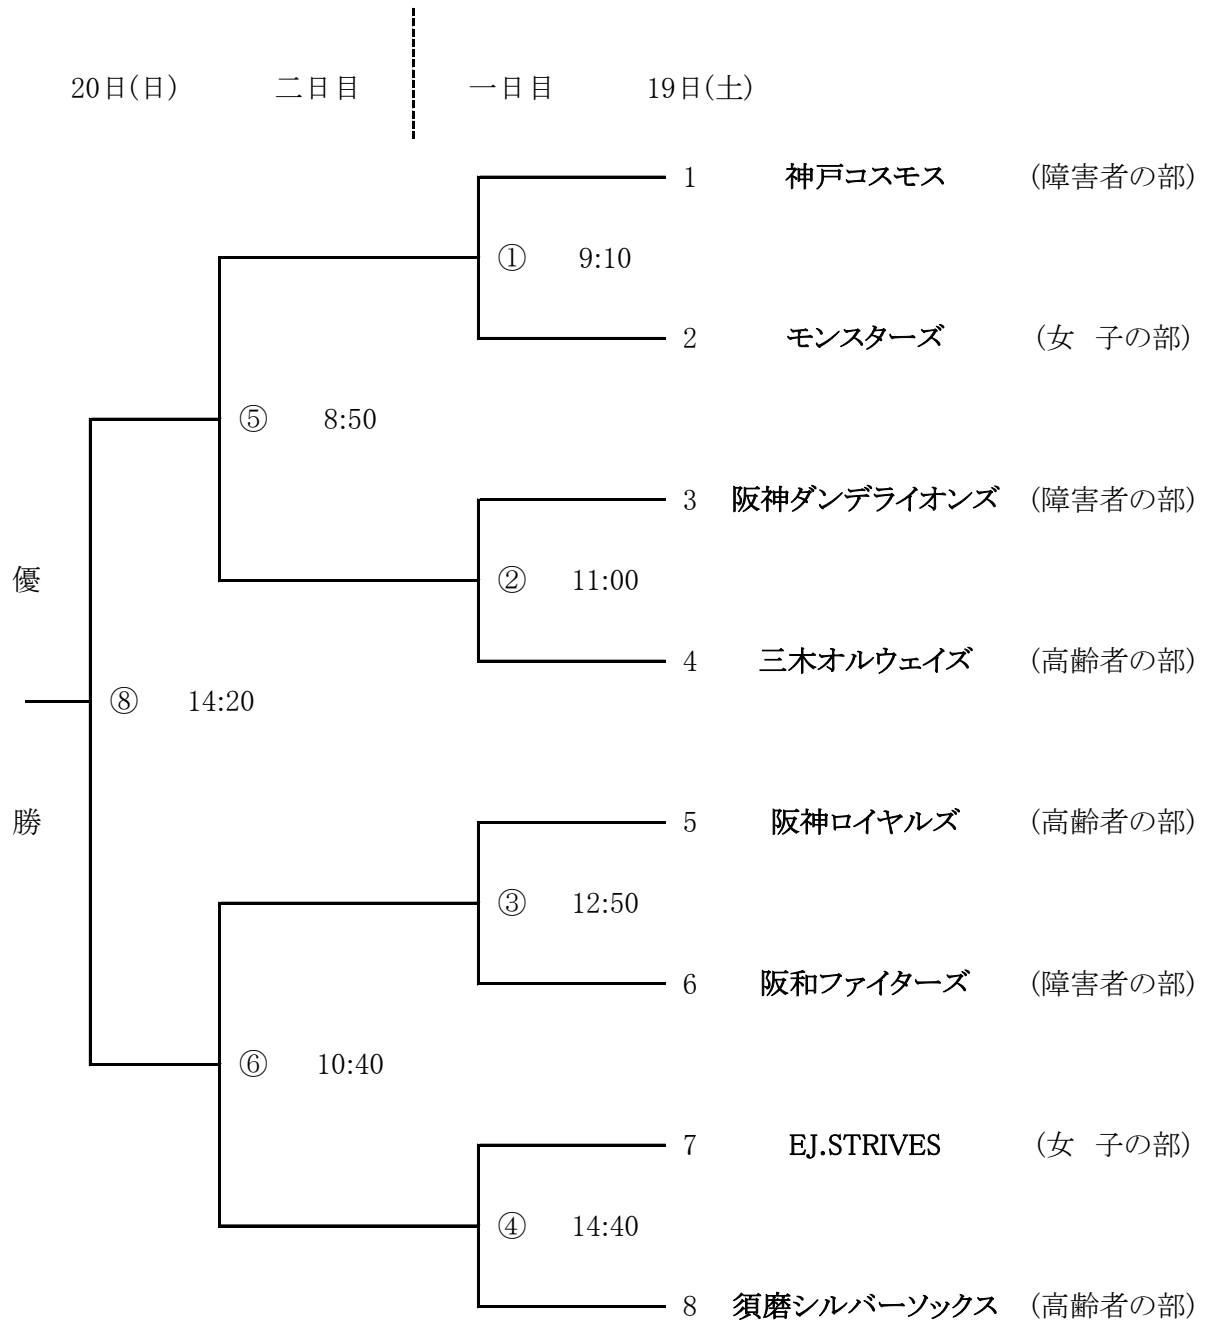 20日(日) 二日目 一日目 19日(土)
1 神戸コスモス (障害者の部)
① 9:10
2 モンスターズ (女 子の部)
⑤ 8:50
3 阪神ダンデライオンズ (障害者の部)
優 ② 11:00
4 三木オルウェイズ (高齢者の部)
⑧ 14:20
勝 5 阪神ロイヤルズ (高齢者の部)
③ 12:50
6 阪和ファイターズ (障害者の部)
⑥ 10:40
7 EJ.STRIVES (女 子の部)
④ 14:40
8 須磨シルバーソックス (高齢者の部)